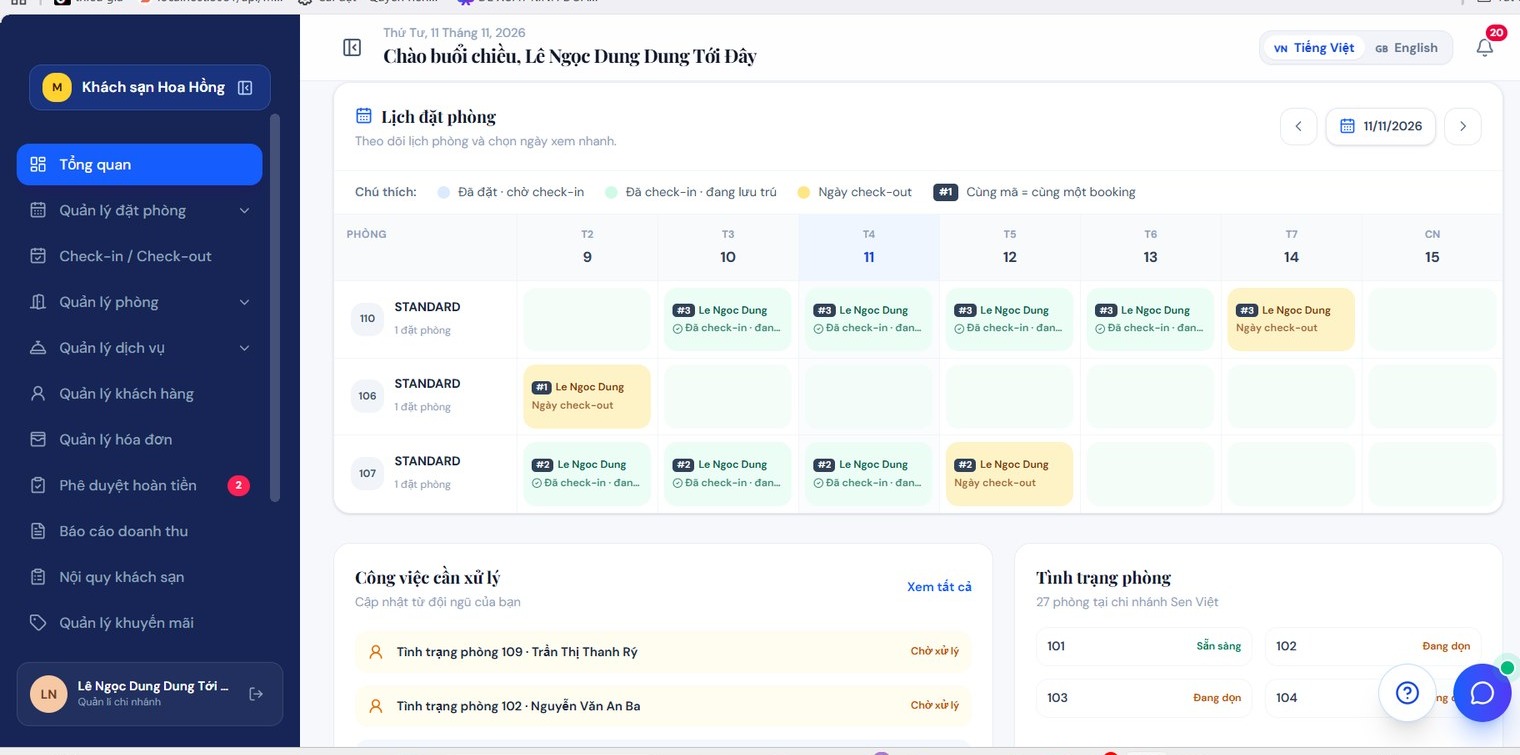 Thứ Tư, 11 Tháng 11, 2026
Chào buổi chiều, Lê Ngọc Dung Dung Tới Đây
VN Tiếng Việt GB English
20
M Khách sạn Hoa Hồng
Tổng quan
Quản lý đặt phòng
Check-in / Check-out
Quản lý phòng
Quản lý dịch vụ
Quản lý khách hàng
Quản lý hóa đơn
Phê duyệt hoàn tiền 2
Báo cáo doanh thu
Nội quy khách sạn
Quản lý khuyến mãi
LN Lê Ngọc Dung Dung Tới ...
Quản lí chi nhánh
Lịch đặt phòng
Theo dõi lịch phòng và chọn ngày xem nhanh.
11/11/2026
Chú thích: Đã đặt · chờ check-in Đã check-in · đang lưu trú Ngày check-out #1 Cùng mã = cùng một booking
PHÒNG T2 T3 T4 T5 T6 T7 CN
9 10 11 12 13 14 15
110 STANDARD
1 đặt phòng
#3 Le Ngoc Dung #3 Le Ngoc Dung #3 Le Ngoc Dung #3 Le Ngoc Dung #3 Le Ngoc Dung
Đã check-in · đan... Đã check-in · đan... Đã check-in · đan... Đã check-in · đan... Ngày check-out
106 STANDARD
1 đặt phòng
#1 Le Ngoc Dung
Ngày check-out
107 STANDARD
1 đặt phòng
#2 Le Ngoc Dung #2 Le Ngoc Dung #2 Le Ngoc Dung #2 Le Ngoc Dung
Đã check-in · đan... Đã check-in · đan... Đã check-in · đan... Ngày check-out
Công việc cần xử lý
Cập nhật từ đội ngũ của bạn
Xem tất cả
Tình trạng phòng 109 · Trần Thị Thanh Rý Chờ xử lý
Tình trạng phòng 102 · Nguyễn Văn An Ba Chờ xử lý
Tình trạng phòng
27 phòng tại chi nhánh Sen Việt
101 Sẵn sàng 102 Đang dọn
103 Đang dọn 104